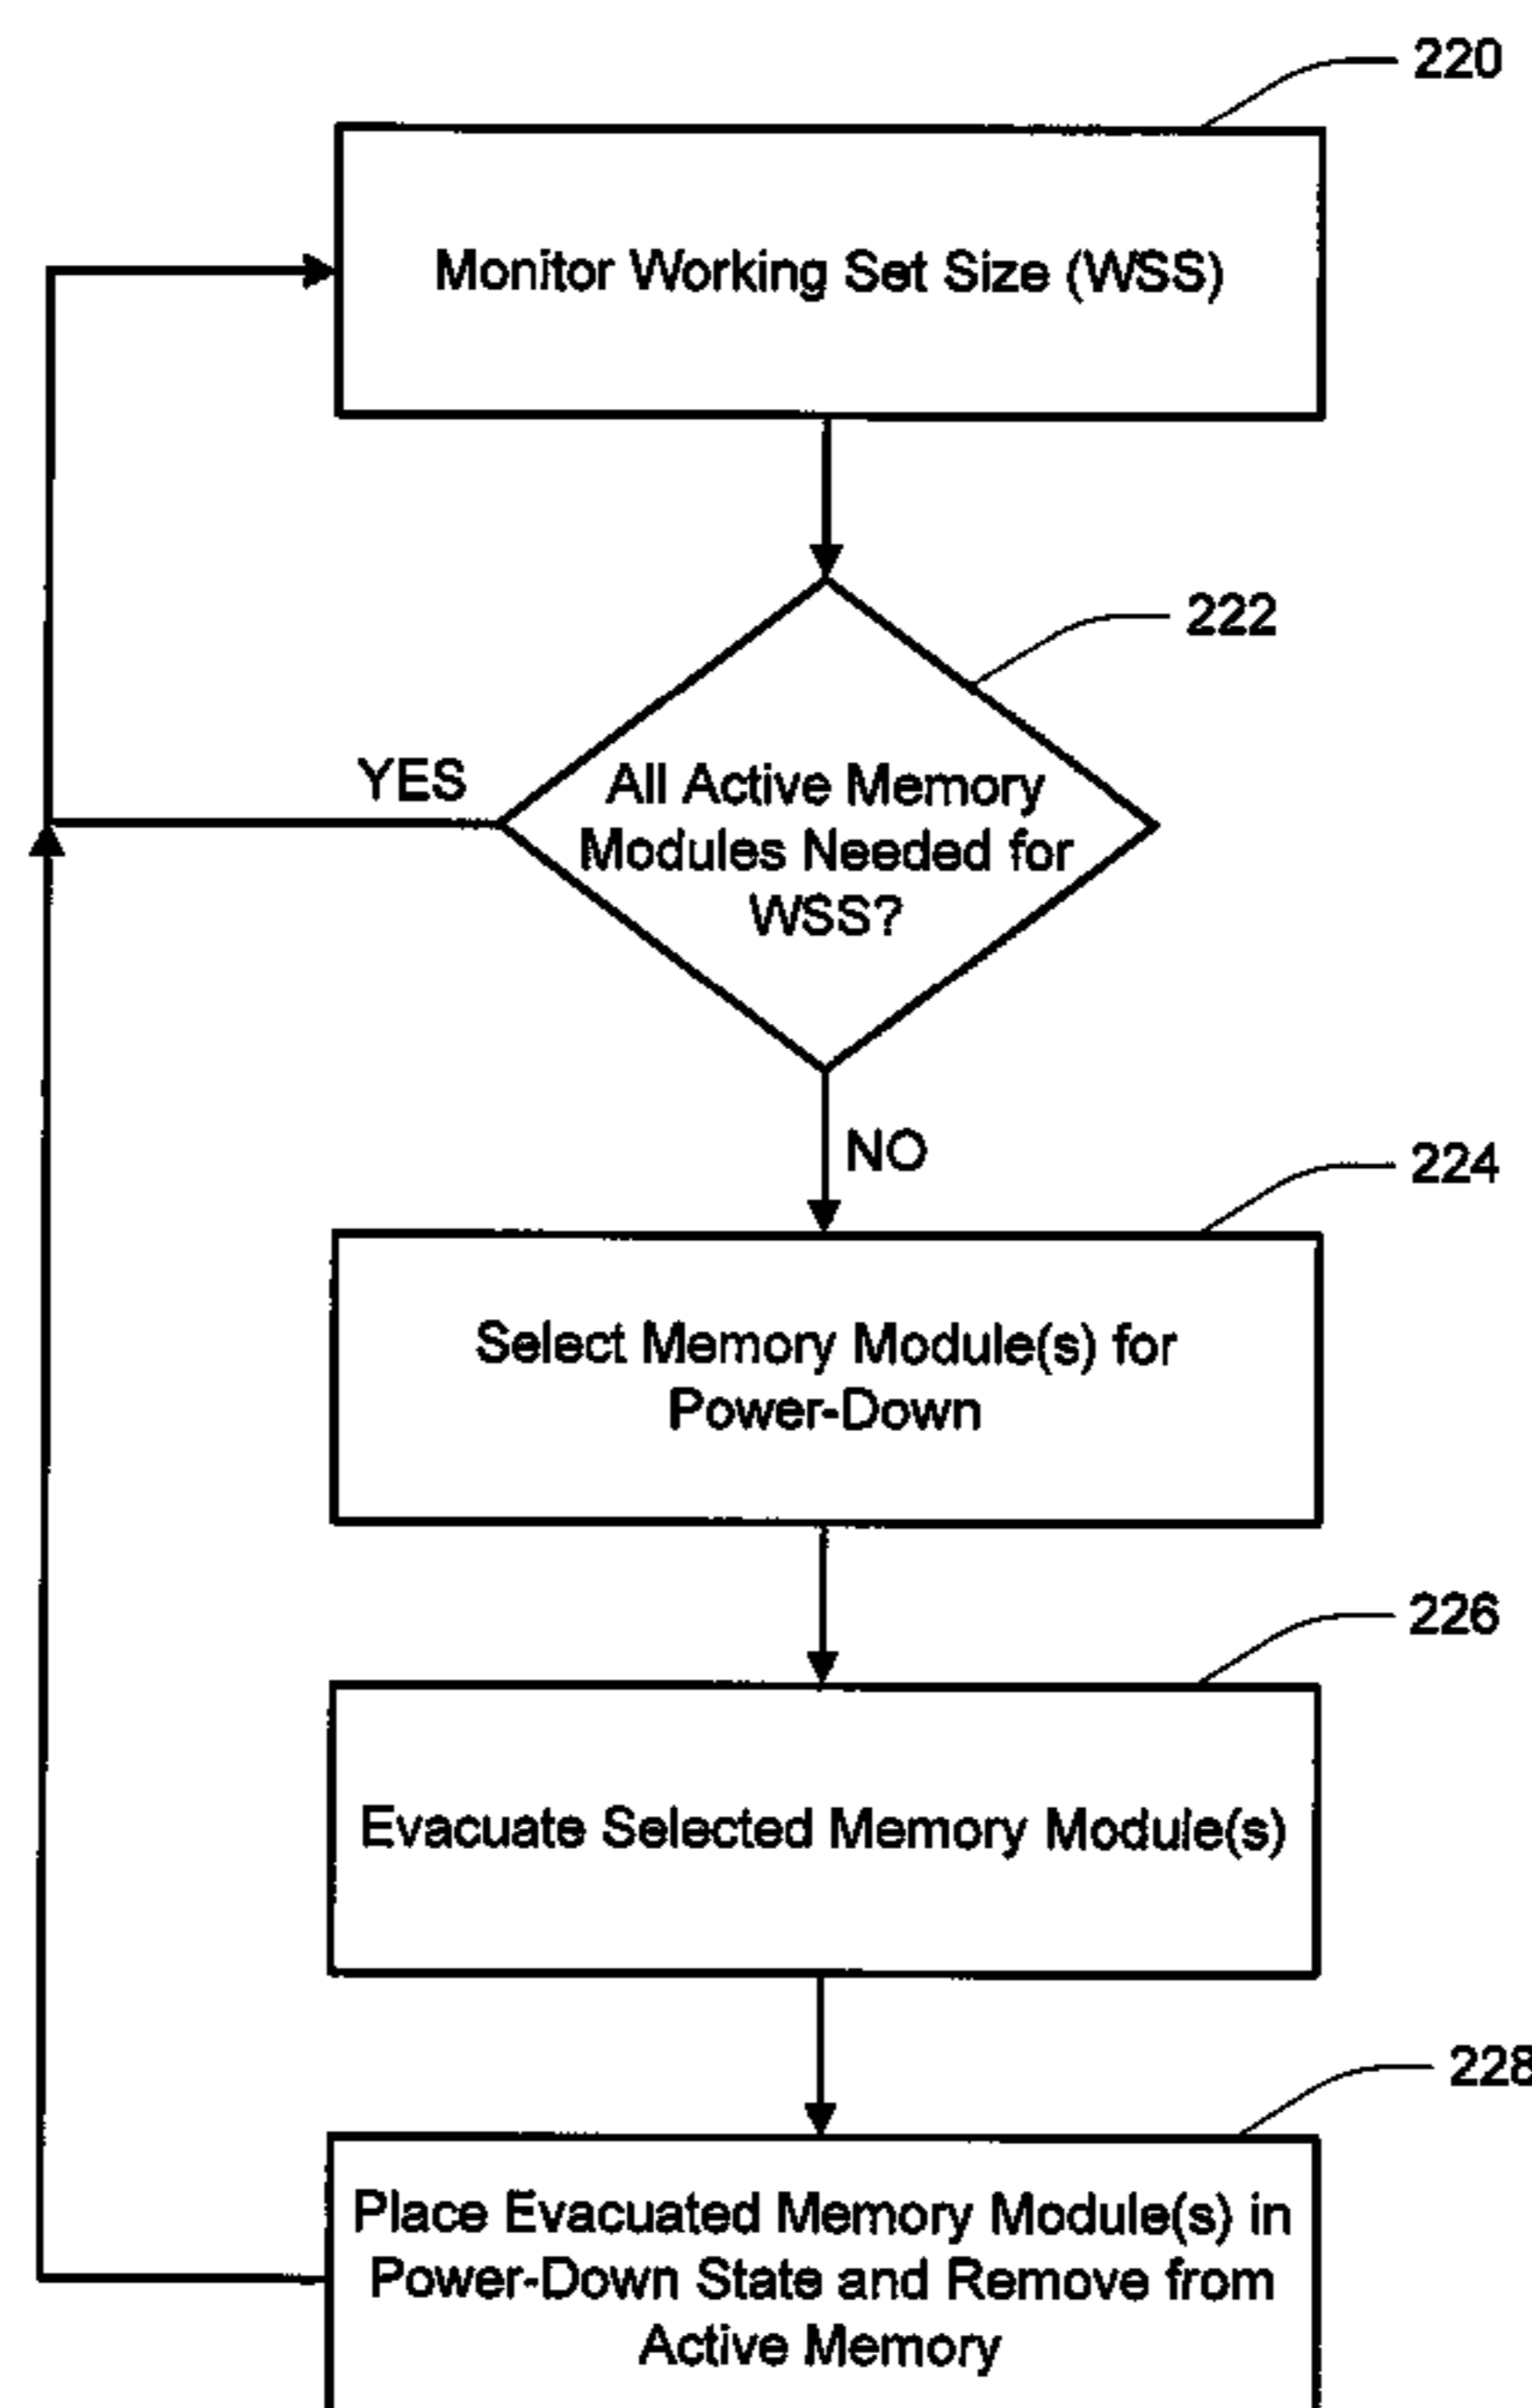 220
Monitor Working Set Size (WSS)
222
YES
All Active Memory
Modules Needed for
WSS?
NO
224
Select Memory Module(s) for
Power-Down
226
Evacuate Selected Memory Module(s)
228
Place Evacuated Memory Module(s) in
Power-Down State and Remove from
Active Memory